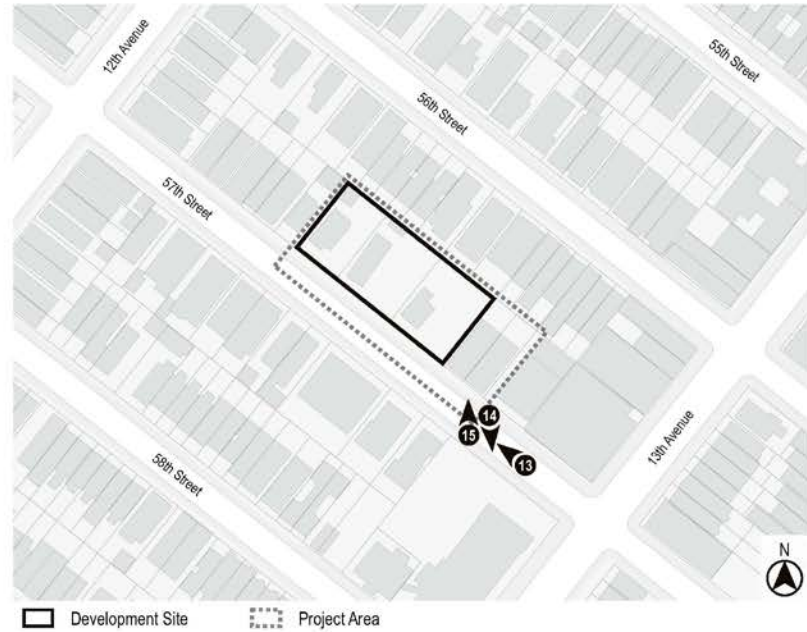 12th Avenue
55th Street
56th Street
57th Street
58th Street
13th Avenue
14
15
13
N
Development Site
Project Area